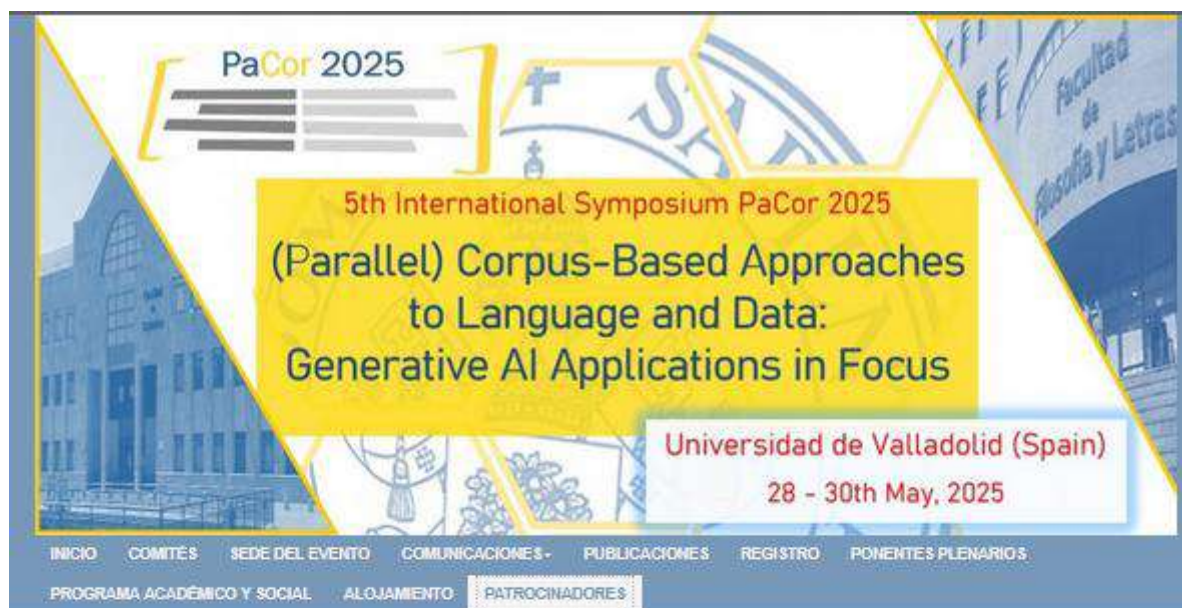 PaCor 2025
Facultad
de
Filosofía y Letras
5th International Symposium PaCor 2025
(Parallel) Corpus-Based Approaches
to Language and Data:
Generative AI Applications in Focus
Universidad de Valladolid (Spain)
28 - 30th May, 2025
INICIO COMITÉS SEDE DEL EVENTO COMUNICACIONES PUBLICACIONES REGISTRO PONENTES PLENARIOS
PROGRAMA ACADÉMICO Y SOCIAL ALOJAMIENTO PATROCINADORES